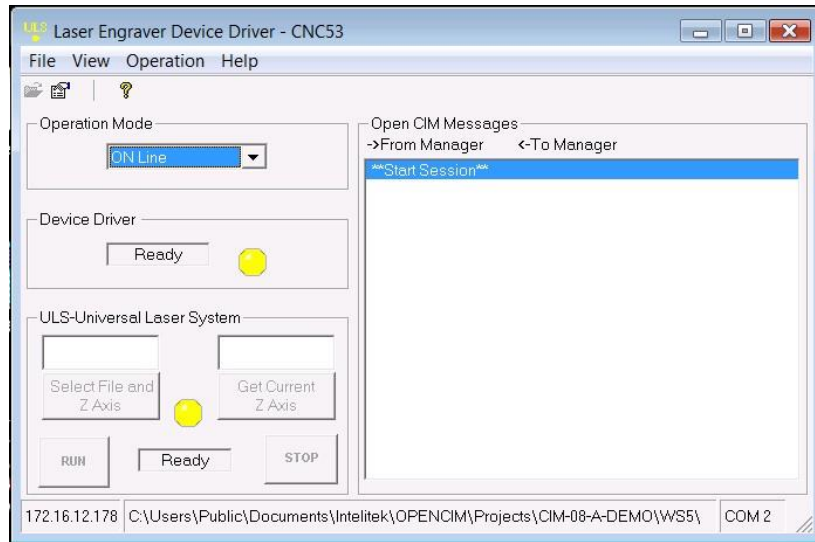 ULS
Laser Engraver Device Driver - CNC53
File View Operation Help
Operation Mode
ON Line
Device Driver
Ready
ULS-Universal Laser System
Select File and
Z Axis
Get Current
Z Axis
RUN
Ready
STOP
Open CIM Messages
->From Manager <-To Manager
**Start Session**
172.16.12.178 C:\Users\Public\Documents\Intelitek\OPENCIM\Projects\CIM-08-A-DEMO\WS5\ COM 2